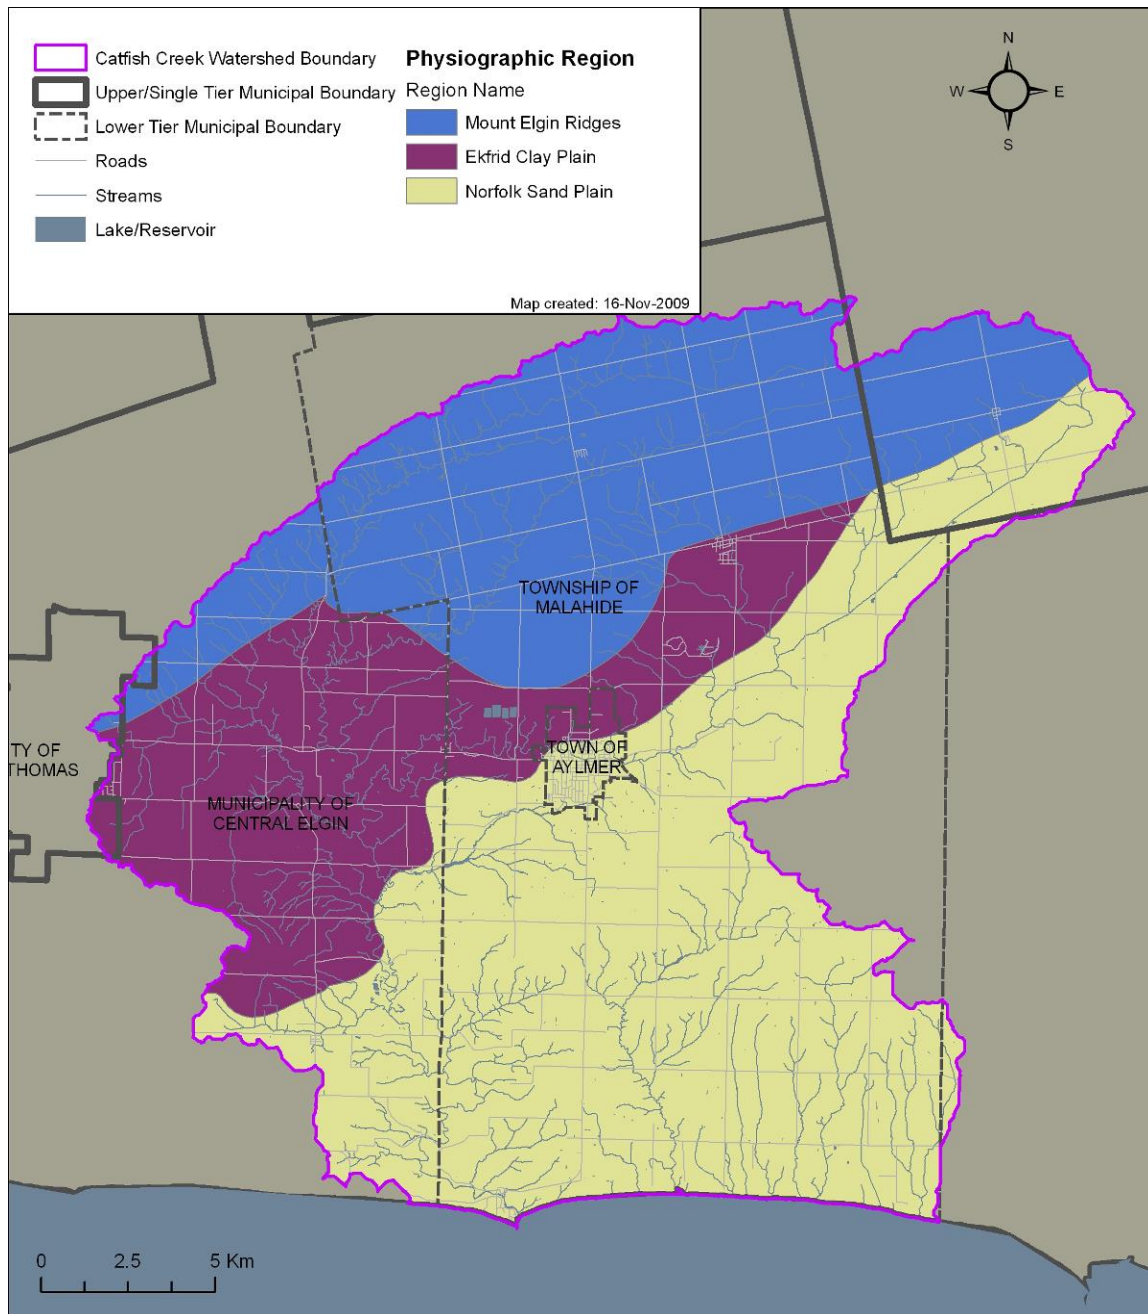 Catfish Creek Watershed Boundary
Upper/Single Tier Municipal Boundary
Lower Tier Municipal Boundary
Roads
Streams
Lake/Reservoir
Physiographic Region
Region Name
Mount Elgin Ridges
Ekfrid Clay Plain
Norfolk Sand Plain
Map created: 16-Nov-2009
N
W
E
S
TOWNSHIP OF
MALAHIDE
TY OF
THOMAS
TOWN OF
AYLMER
MUNICIPALITY OF
CENTRAL ELGIN
0 2.5 5 Km